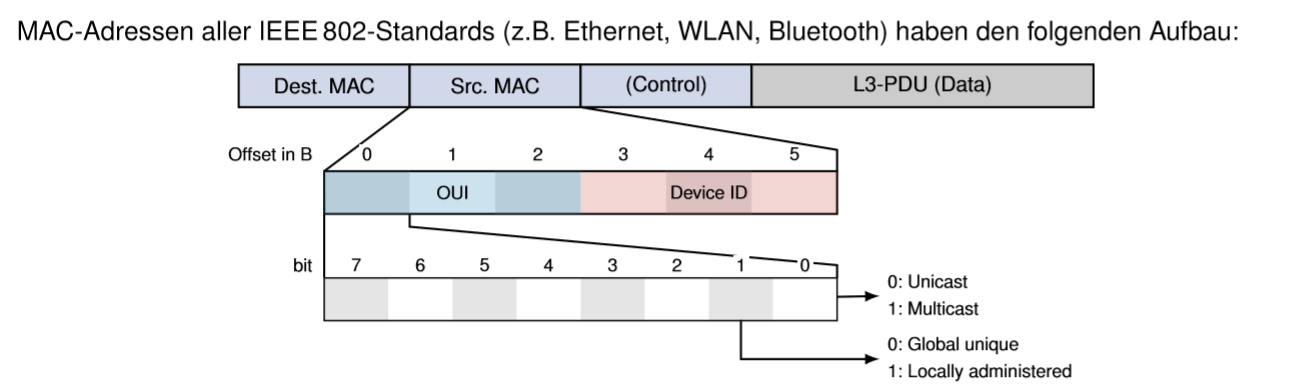 MAC-Adressen aller IEEE 802-Standards (z.B. Ethernet, WLAN, Bluetooth) haben den folgenden Aufbau:
Dest. MAC Src. MAC (Control) L3-PDU (Data)
Offset in B 0 1 2 3 4 5
OUI Device ID
bit 7 6 5 4 3 2 1 0
0: Unicast
1: Multicast
0: Global unique
1: Locally administered